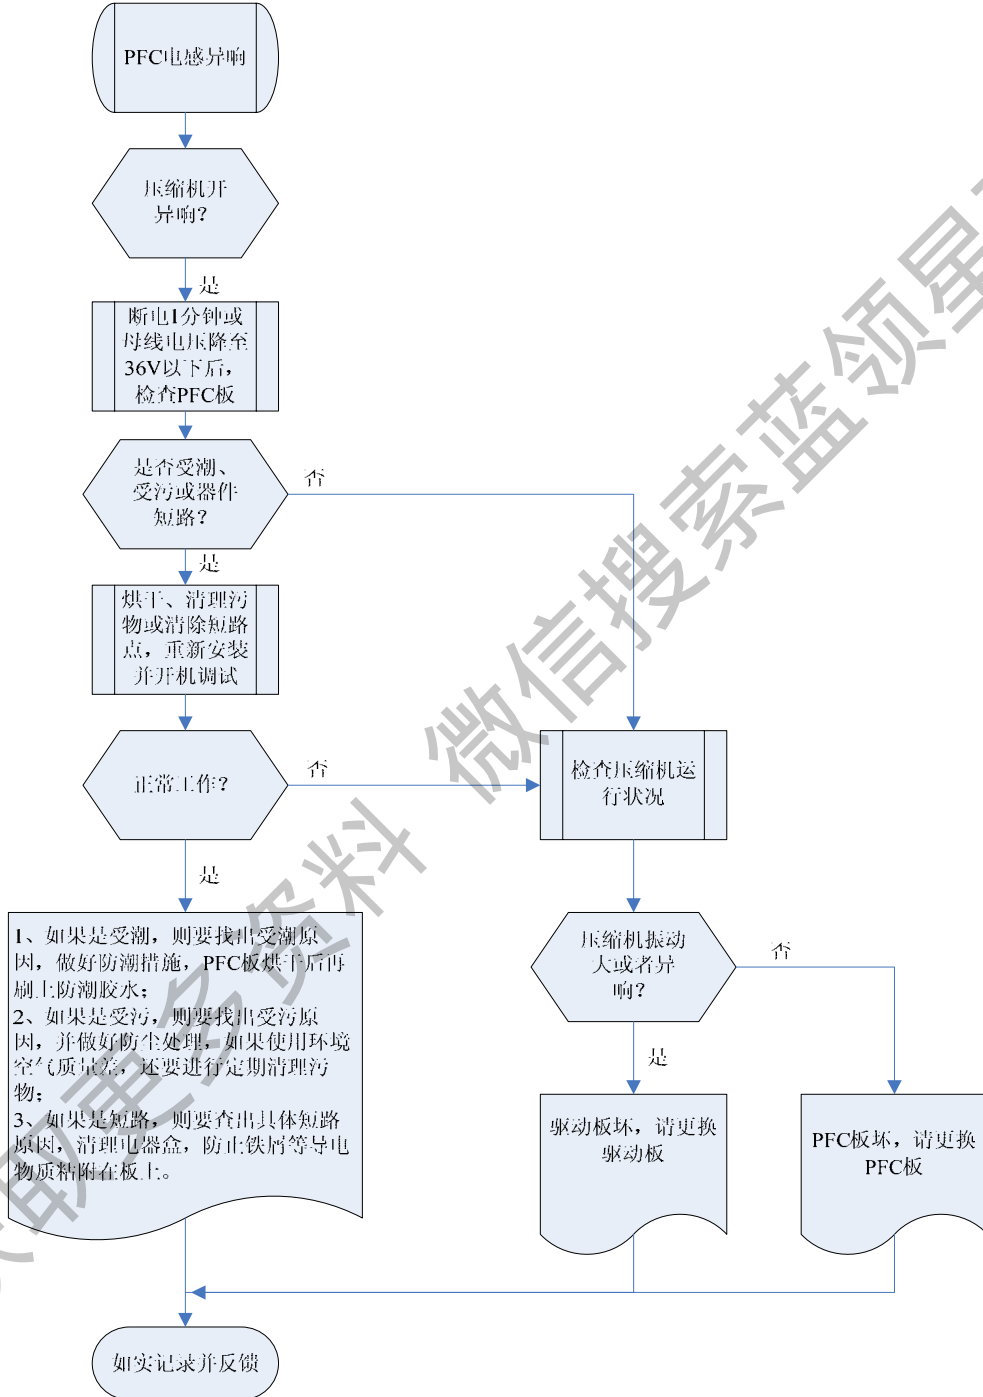 PFC电感异响
压缩机开
异响？
是
断电1分钟或
母线电压降至
36V以下后，
检查PFC板
是否受潮、
受污或器件
短路？
否
是
烘干、清理污
物或清除短路
点，重新安装
并开机调试
正常工作？
否
检查压缩机运
行状况
是
1、如果是受潮，则要找出受潮原
因，做好防潮措施，PFC板烘干后再
刷上防潮胶水；
2、如果是受污，则要找出受污原
因，并做好防尘处理，如果使用环境
空气质量差，还要进行定期清理污
物；
3、如果是短路，则要查出具体短路
原因，清理电器盒，防止铁屑等导电
物质粘附在板上。
压缩机振动
大或者异
响？
否
是
驱动板坏，请更换
驱动板
PFC板坏，请更换
PFC板
如实记录并反馈
获取更多资料 微信搜索蓝领星